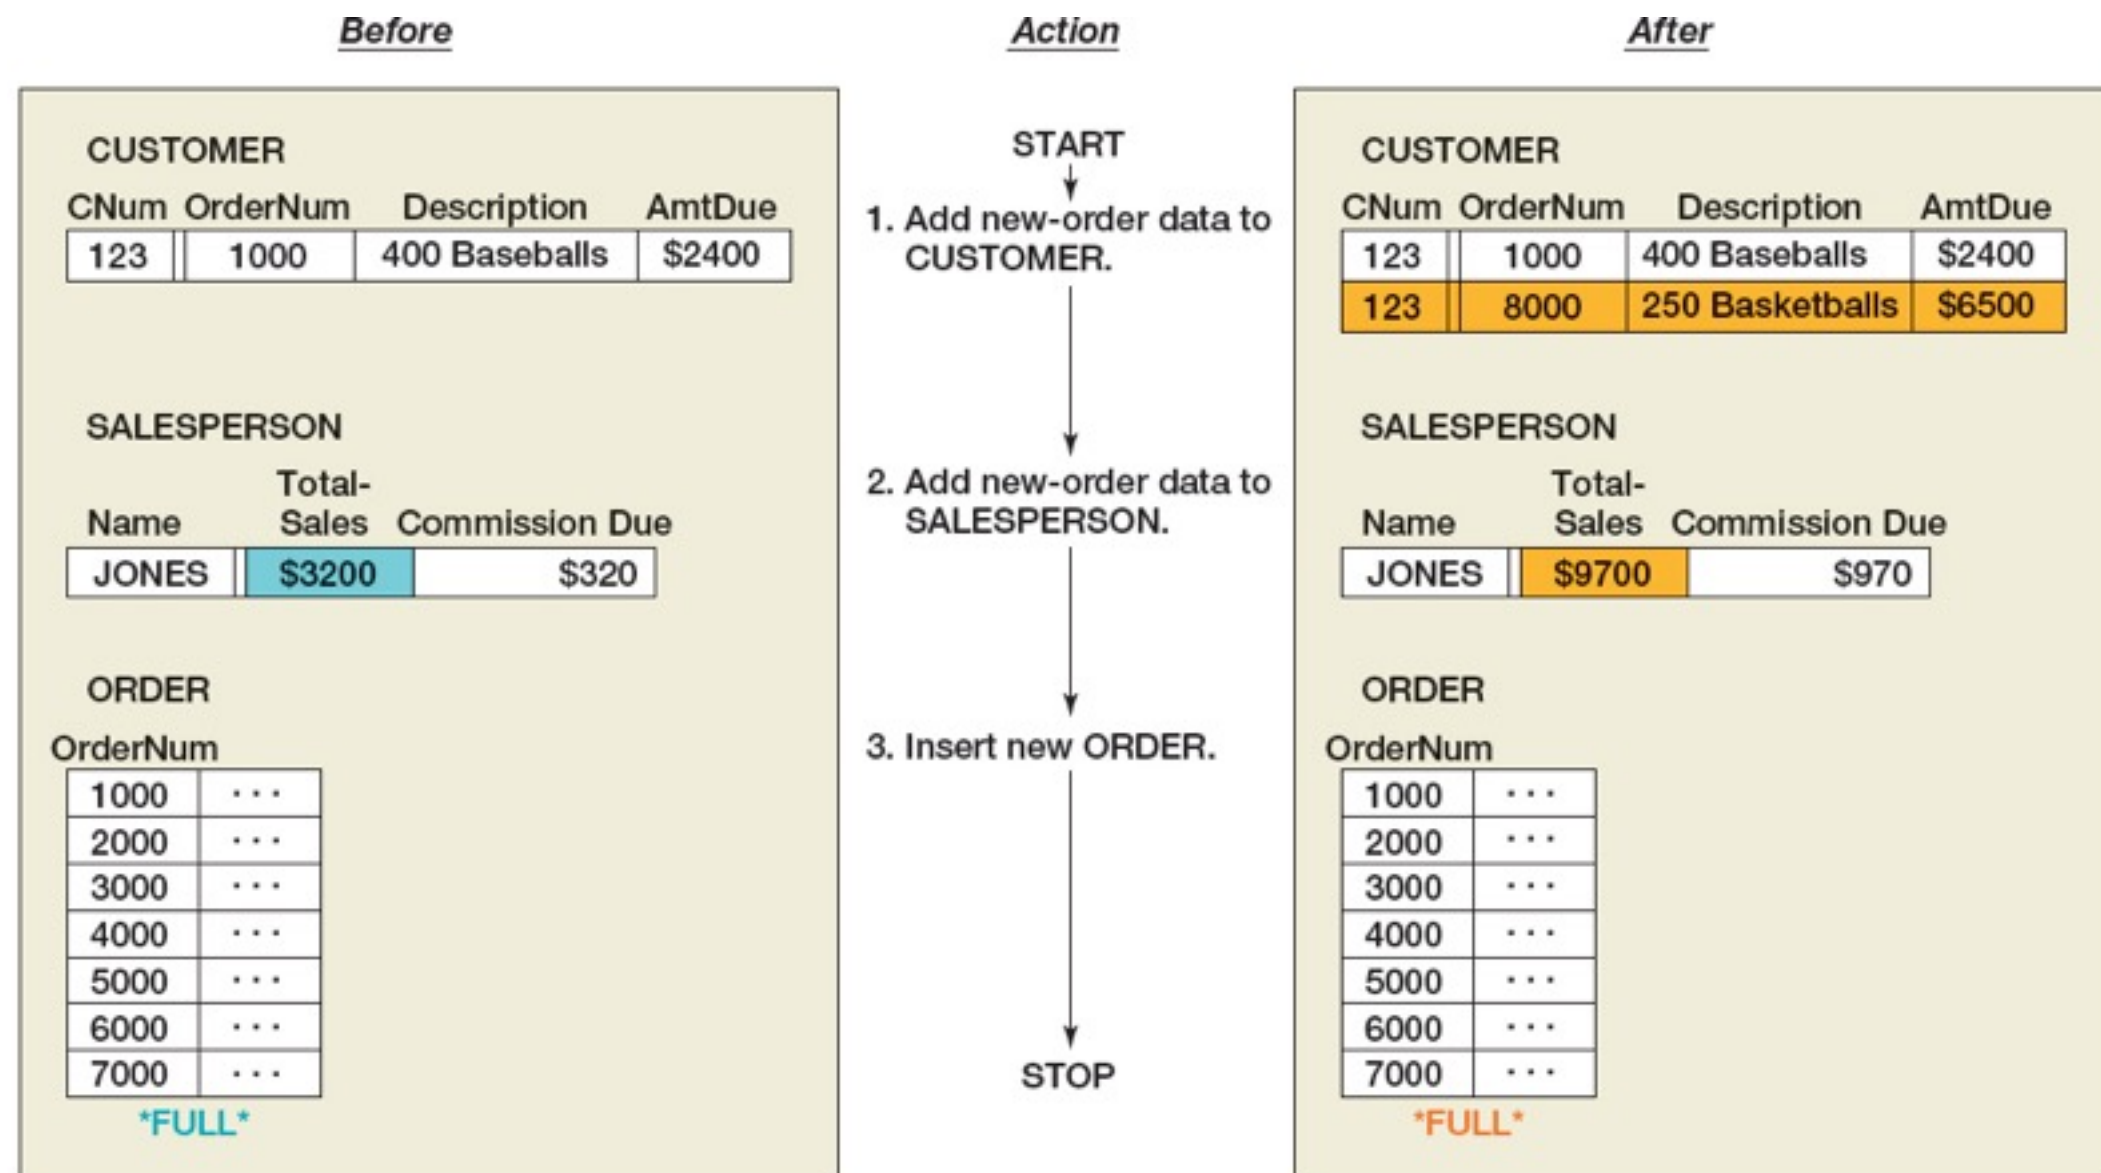 Before
CUSTOMER
CNum OrderNum Description AmtDue
123 1000 400 Baseballs $2400
SALESPERSON
Total-
Name Sales Commission Due
JONES $3200 $320
ORDER
OrderNum
1000 ···
2000 ···
3000 ···
4000 ···
5000 ···
6000 ···
7000 ···
*FULL*
Action
START
1. Add new-order data to
CUSTOMER.
2. Add new-order data to
SALESPERSON.
3. Insert new ORDER.
STOP
After
CUSTOMER
CNum OrderNum Description AmtDue
123 1000 400 Baseballs $2400
123 8000 250 Basketballs $6500
SALESPERSON
Total-
Name Sales Commission Due
JONES $9700 $970
ORDER
OrderNum
1000 ···
2000 ···
3000 ···
4000 ···
5000 ···
6000 ···
7000 ···
*FULL*